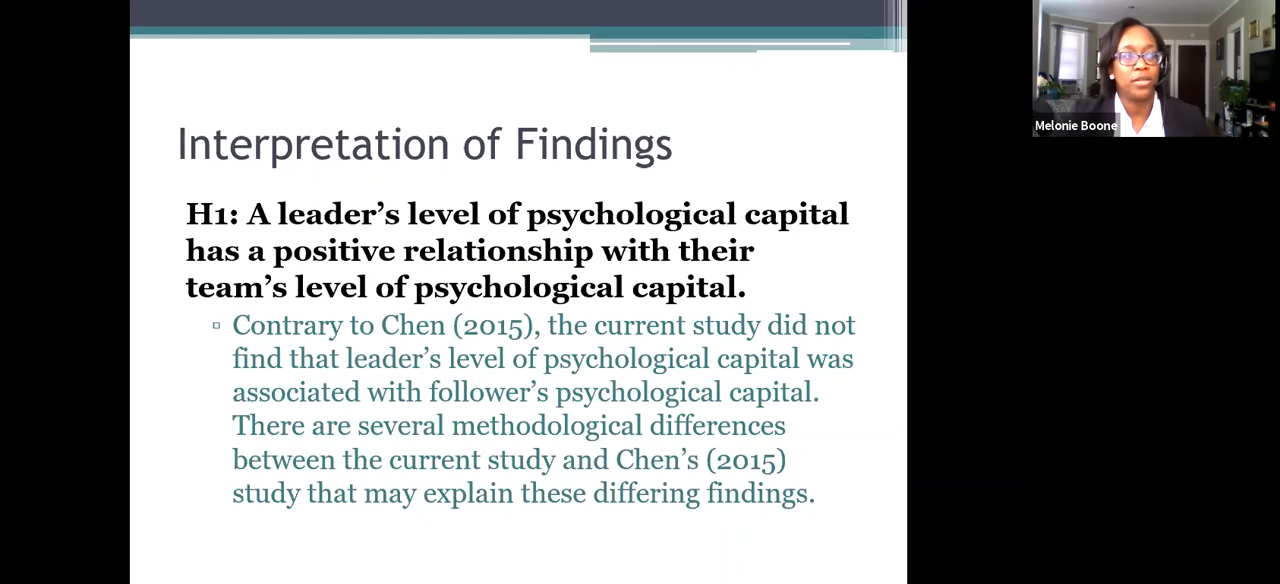 Interpretation of Findings
H1: A leader’s level of psychological capital
has a positive relationship with their
team’s level of psychological capital.
▫ Contrary to Chen (2015), the current study did not
find that leader’s level of psychological capital was
associated with follower’s psychological capital.
There are several methodological differences
between the current study and Chen’s (2015)
study that may explain these differing findings.
Melonie Boone